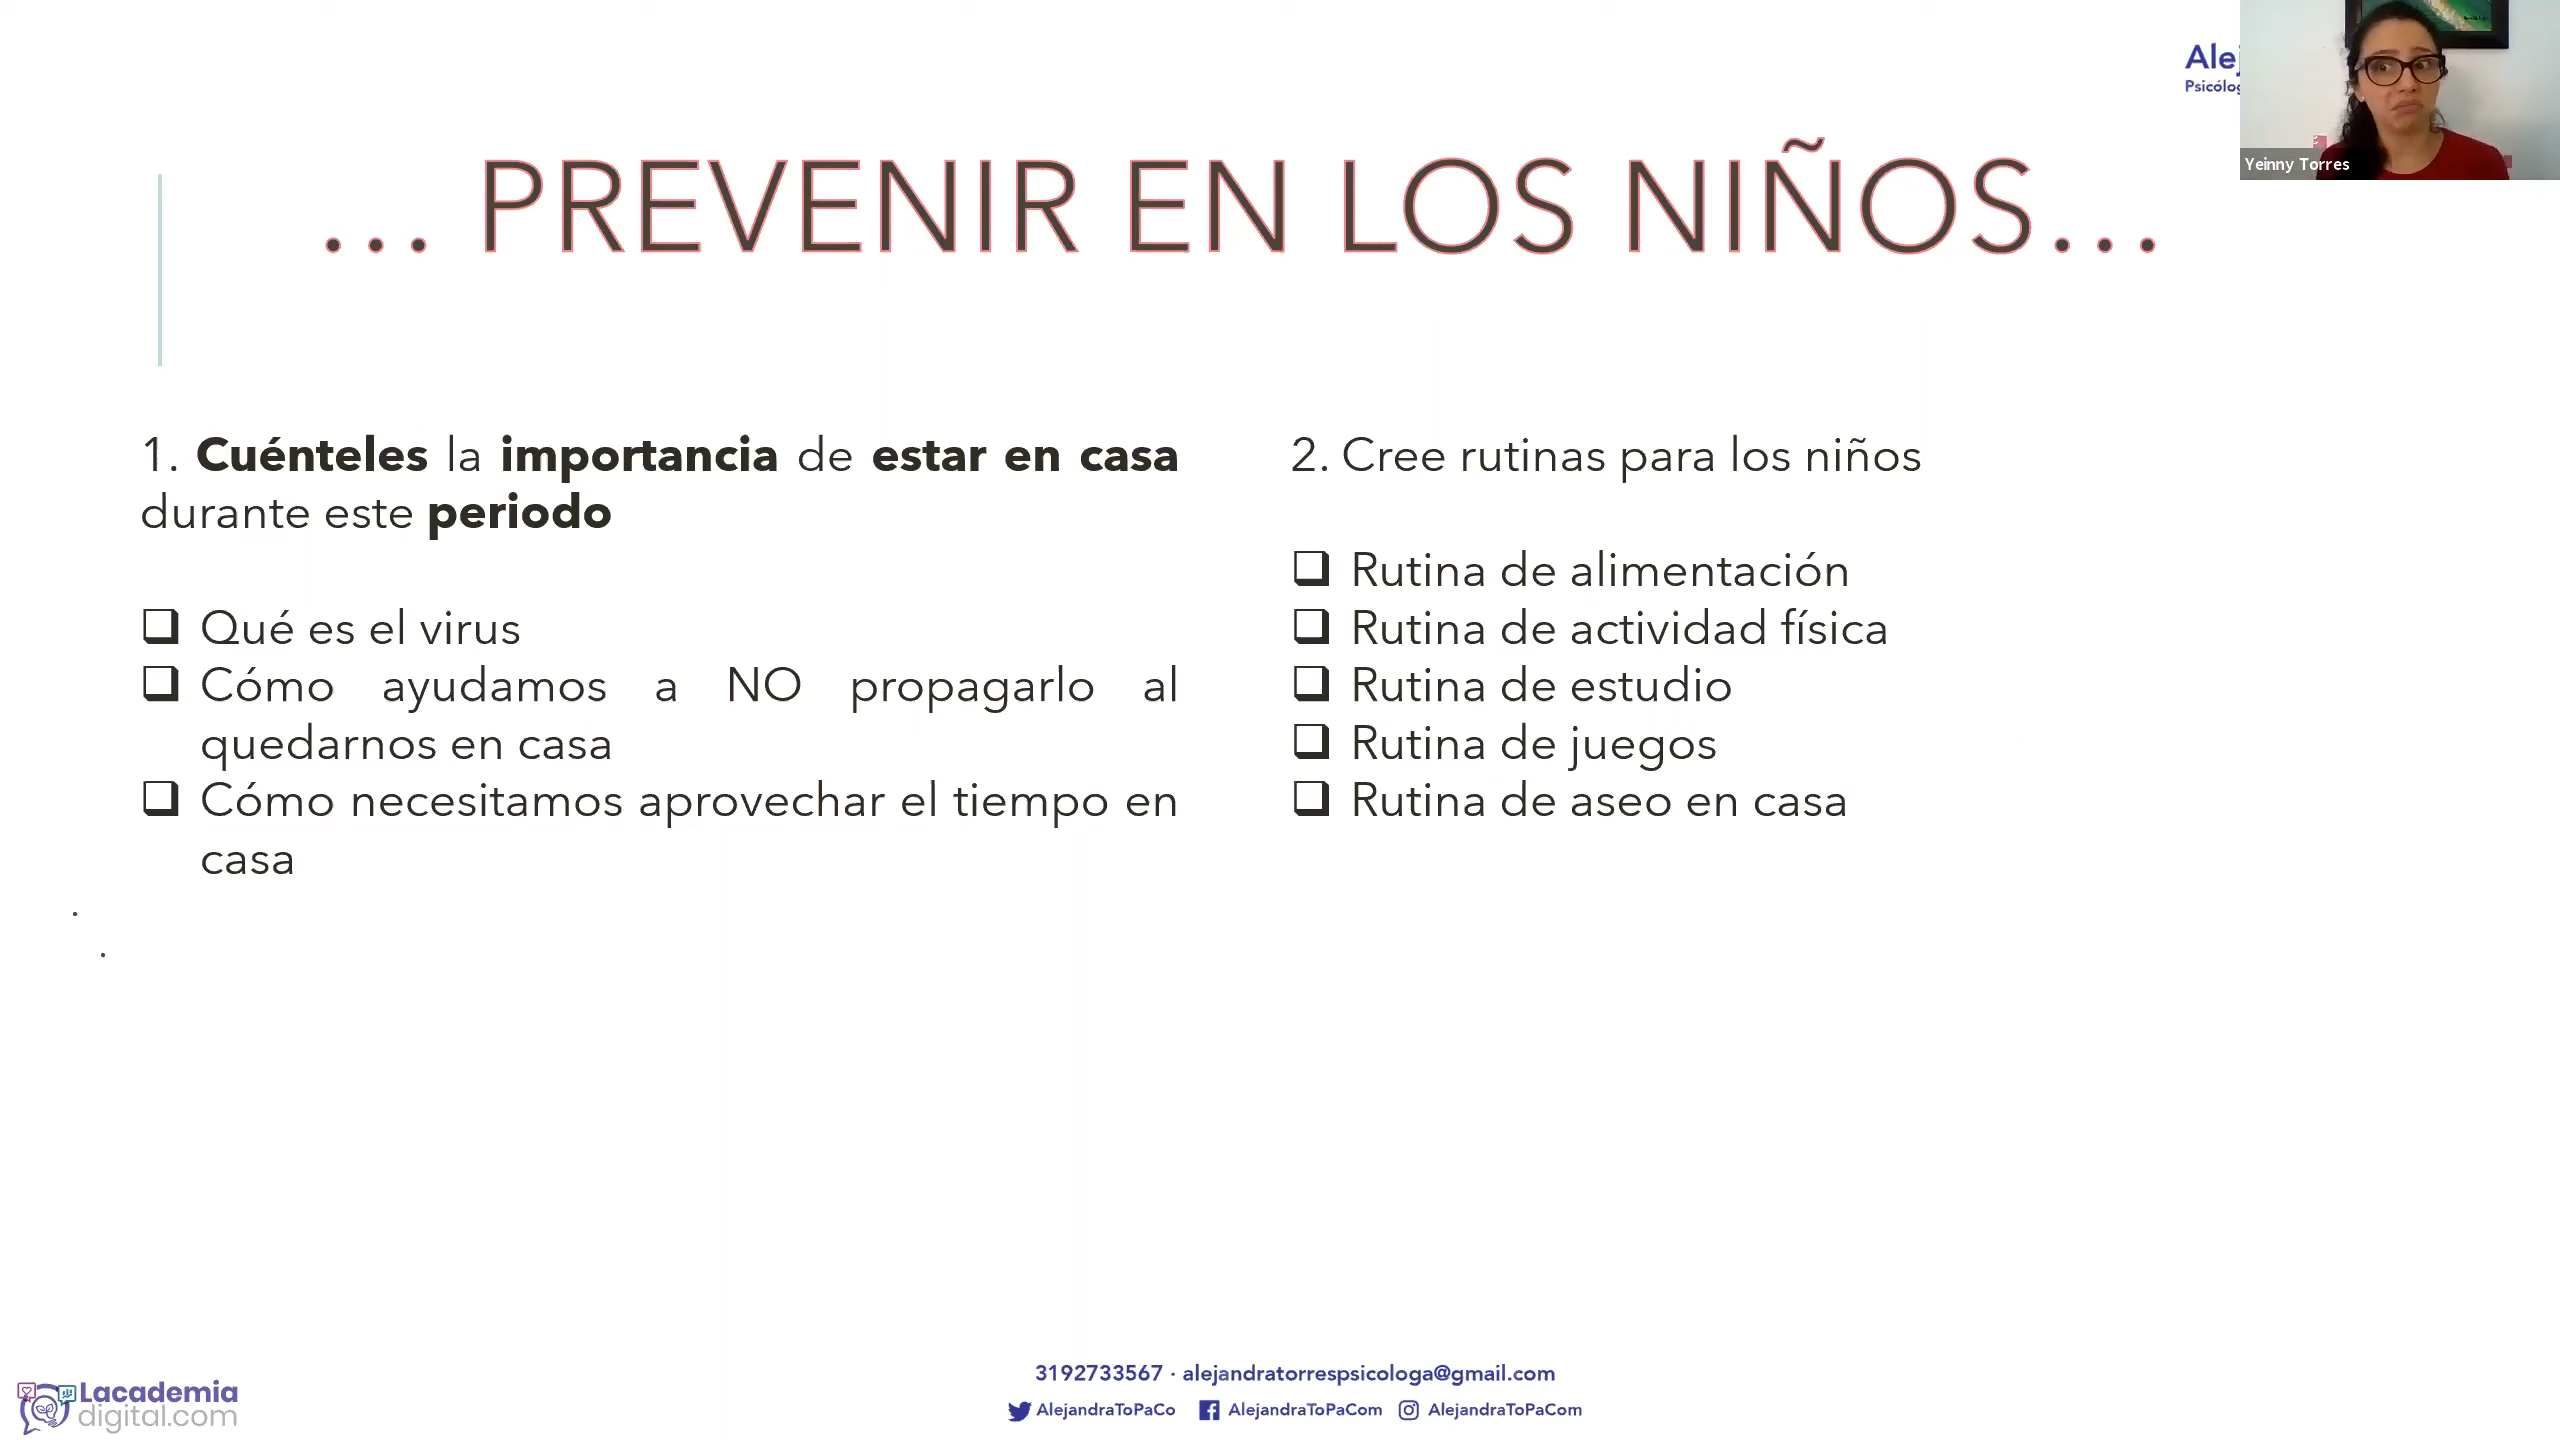 Yeinny Torres
... PREVENIR EN LOS NIÑOS...
1. Cuénteles la importancia de estar en casa
durante este periodo
❑ Qué es el virus
❑ Cómo ayudamos a NO propagarlo al
quedarnos en casa
❑ Cómo necesitamos aprovechar el tiempo en
casa
2. Cree rutinas para los niños
❑ Rutina de alimentación
❑ Rutina de actividad física
❑ Rutina de estudio
❑ Rutina de juegos
❑ Rutina de aseo en casa
Lacademia
digital.com
3192733567 · alejandratorrespsicologa@gmail.com
AlejandraToPaCo AlejandraToPaCom AlejandraToPaCom